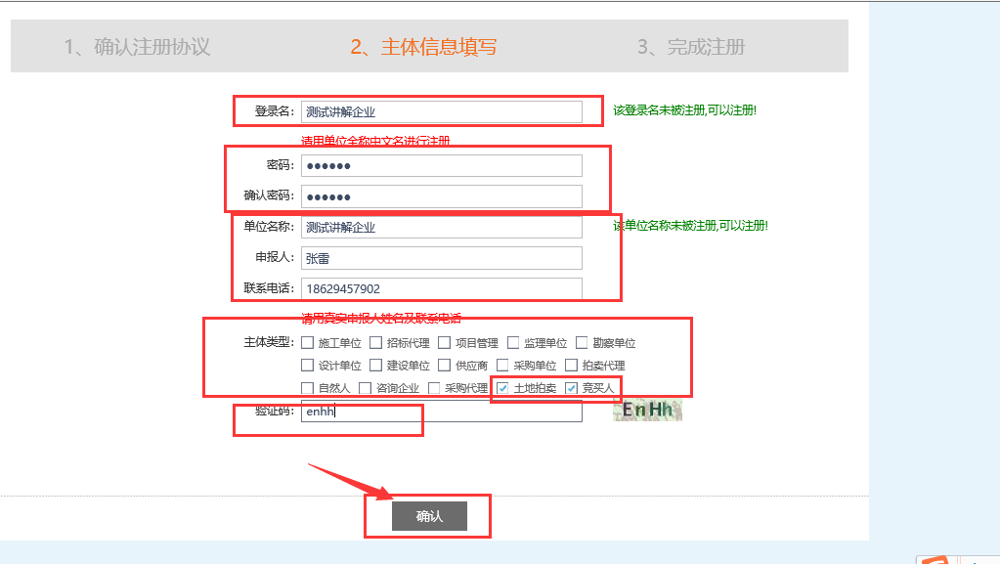 1、确认注册协议 2、主体信息填写 3、完成注册
登录名： 测试讲解企业 该登录名未被注册,可以注册!
请用单位全称中文名进行注册
密码： ●●●●●●
确认密码： ●●●●●●
单位名称： 测试讲解企业 该单位名称未被注册,可以注册!
申报人： 张雷
联系电话： 18629457902
请用真实申报人姓名及联系电话
主体类型： 施工单位 招标代理 项目管理 监理单位 勘察单位
设计单位 建设单位 供应商 采购单位 拍卖代理
自然人 咨询企业 采购代理 土地拍卖 竞买人
验证码： enhh EnHh
确认